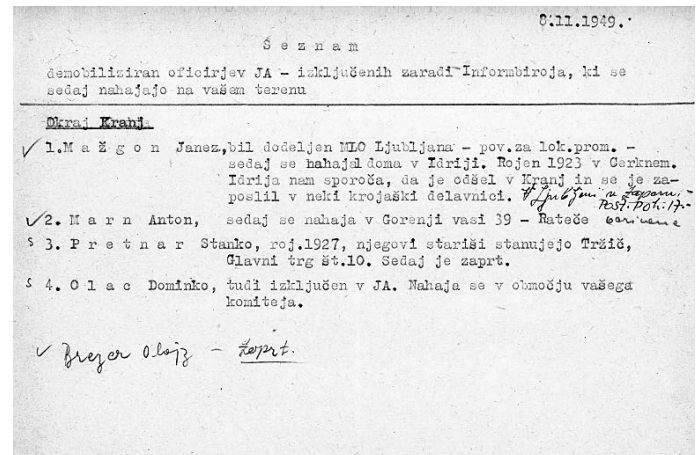 8.11.1949.
S e z n a m
demobiliziran oficirjev JA - izključenih zaradi Informbiroja, ki se
sedaj nahajajo na vašem terenu
Okraj Kranj.
✓ 1. M a ž g o n Janez, bil dodeljen MLO Ljubljana - pov.za lok.prom. -
sedaj se nahajal doma v Idriji. Rojen 1923 v Cerknem.
Idrija nam sporoča, da je odšel v Kranj in se je za-
poslil v neki krojaški delavnici. V Ljubljani v zaporu -
✓ 2. M a r n Anton, sedaj se nahaja v Gorenji vasi 39 - Rateče
s 3. P r e t n a r Stanko, roj.1927, njegovi stariši stanujejo Tržič,
Glavni trg št.10. Sedaj je zaprt.
s 4. O l a c Dominko, tudi izključen v JA. Nahaja se v območju vašega
komiteja.
✓ Brezer Olojz - zaprt.